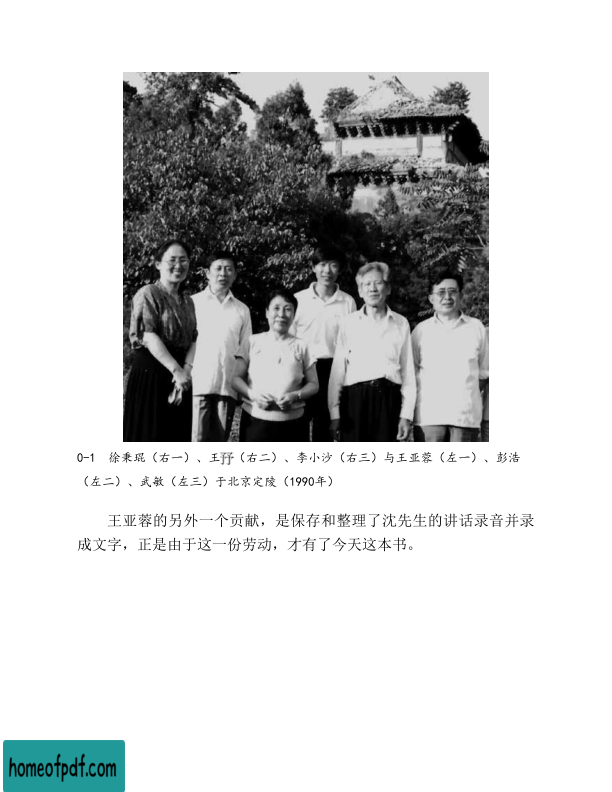 0-1 徐秉琨（右一）、王㐨（右二）、李小沙（右三）与王亚蓉（左一）、彭浩
（左二）、武敏（左三）于北京定陵（1990年）
王亚蓉的另外一个贡献，是保存和整理了沈先生的讲话录音并录
成文字，正是由于这一份劳动，才有了今天这本书。
homeofpdf.com